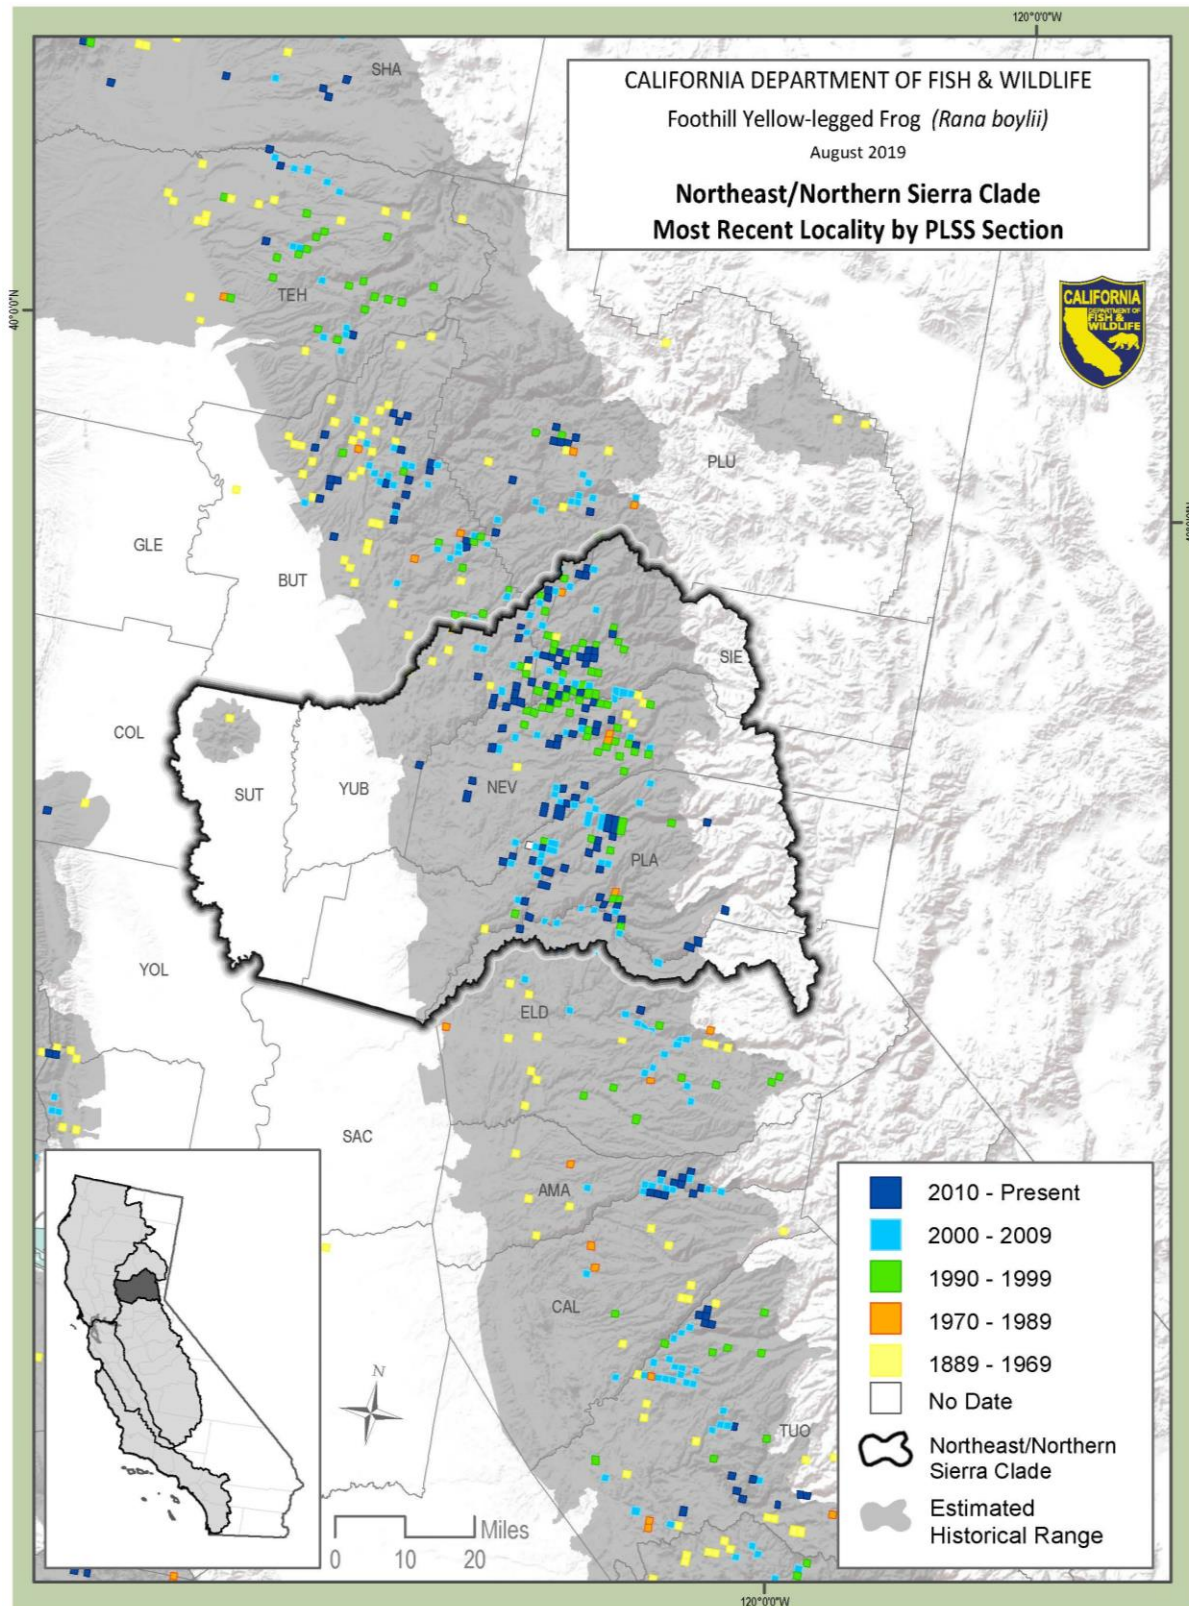 120°0'0"W
CALIFORNIA DEPARTMENT OF FISH & WILDLIFE
Foothill Yellow-legged Frog (Rana boylii)
August 2019
Northeast/Northern Sierra Clade
Most Recent Locality by PLSS Section
SHA
CALIFORNIA
DEPARTMENT OF
FISH &
WILDLIFE
40°0'0"N
TEH
PLU
GLE
BUT
SIE
COL
SUT
YUB
NEV
PLA
YOL
ELD
SAC
AMA
CAL
TUO
N
0 10 20
Miles
2010 - Present
2000 - 2009
1990 - 1999
1970 - 1989
1889 - 1969
No Date
Northeast/Northern
Sierra Clade
Estimated
Historical Range
120°0'0"W